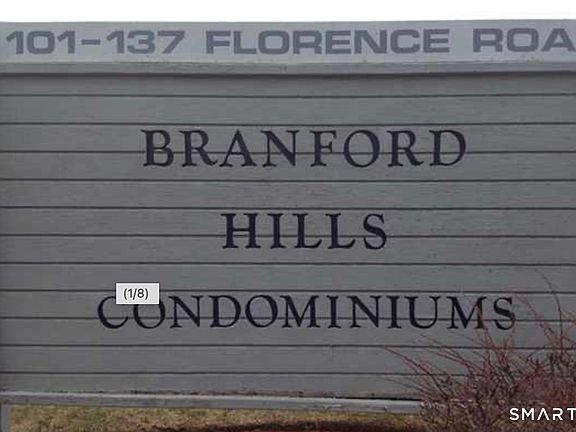 101-137 FLORENCE ROA
BRANFORD
HILLS
(1/8)
CONDOMINIUMS
SMART